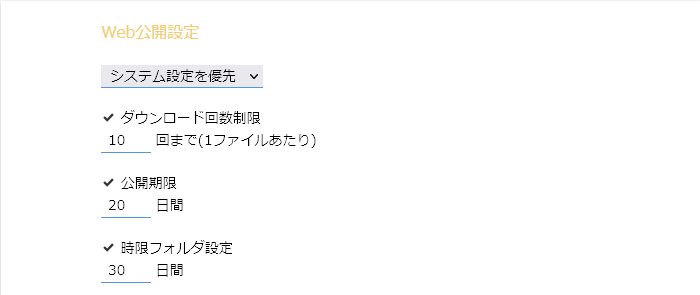 Web公開設定
システム設定を優先
ダウンロード回数制限
10 回まで(1ファイルあたり)
公開期限
20 日間
時限フォルダ設定
30 日間